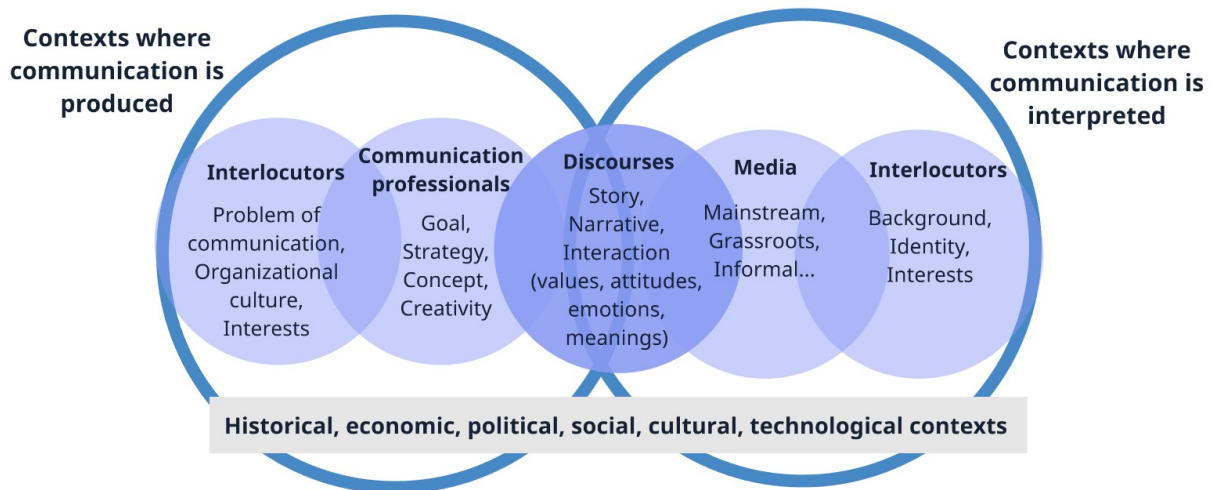 Contexts where
communication is
produced
Contexts where
communication is
interpreted
Interlocutors
Problem of
communication,
Organizational
culture,
Interests
Communication
professionals
Goal,
Strategy,
Concept,
Creativity
Discourses
Story,
Narrative,
Interaction
(values, attitudes,
emotions,
meanings)
Media
Mainstream,
Grassroots,
Informal...
Interlocutors
Background,
Identity,
Interests
Historical, economic, political, social, cultural, technological contexts